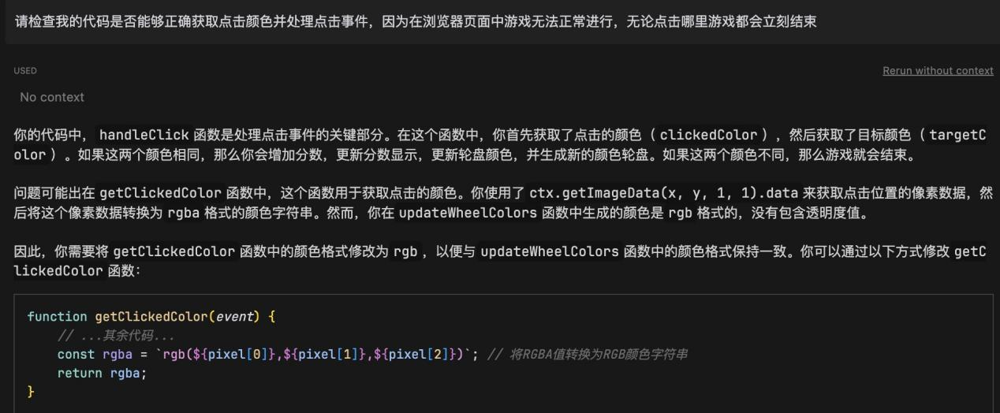 请检查我的代码是否能够正确获取点击颜色并处理点击事件，因为在浏览器页面中游戏无法正常进行，无论点击哪里游戏都会立刻结束
USED
Rerun without context
No context
你的代码中， handleClick 函数是处理点击事件的关键部分。在这个函数中，你首先获取了点击的颜色（ clickedColor ），然后获取了目标颜色（ targetC
olor ）。如果这两个颜色相同，那么你会增加分数，更新分数显示，更新轮盘颜色，并生成新的颜色轮盘。如果这两个颜色不同，那么游戏就会结束。
问题可能出在 getClickedColor 函数中，这个函数用于获取点击的颜色。你使用了 ctx.getImageData(x, y, 1, 1).data 来获取点击位置的像素数据，然
后将这个像素数据转换为 rgba 格式的颜色字符串。然而，你在 updateWheelColors 函数中生成的颜色是 rgb 格式的，没有包含透明度值。
因此，你需要将 getClickedColor 函数中的颜色格式修改为 rgb ，以便与 updateWheelColors 函数中的颜色格式保持一致。你可以通过以下方式修改 getC
lickedColor 函数：
function getClickedColor(event) {
// ...其余代码...
const rgba = `rgb(${pixel[0]},${pixel[1]},${pixel[2]})`; // 将RGBA值转换为RGB颜色字符串
return rgba;
}